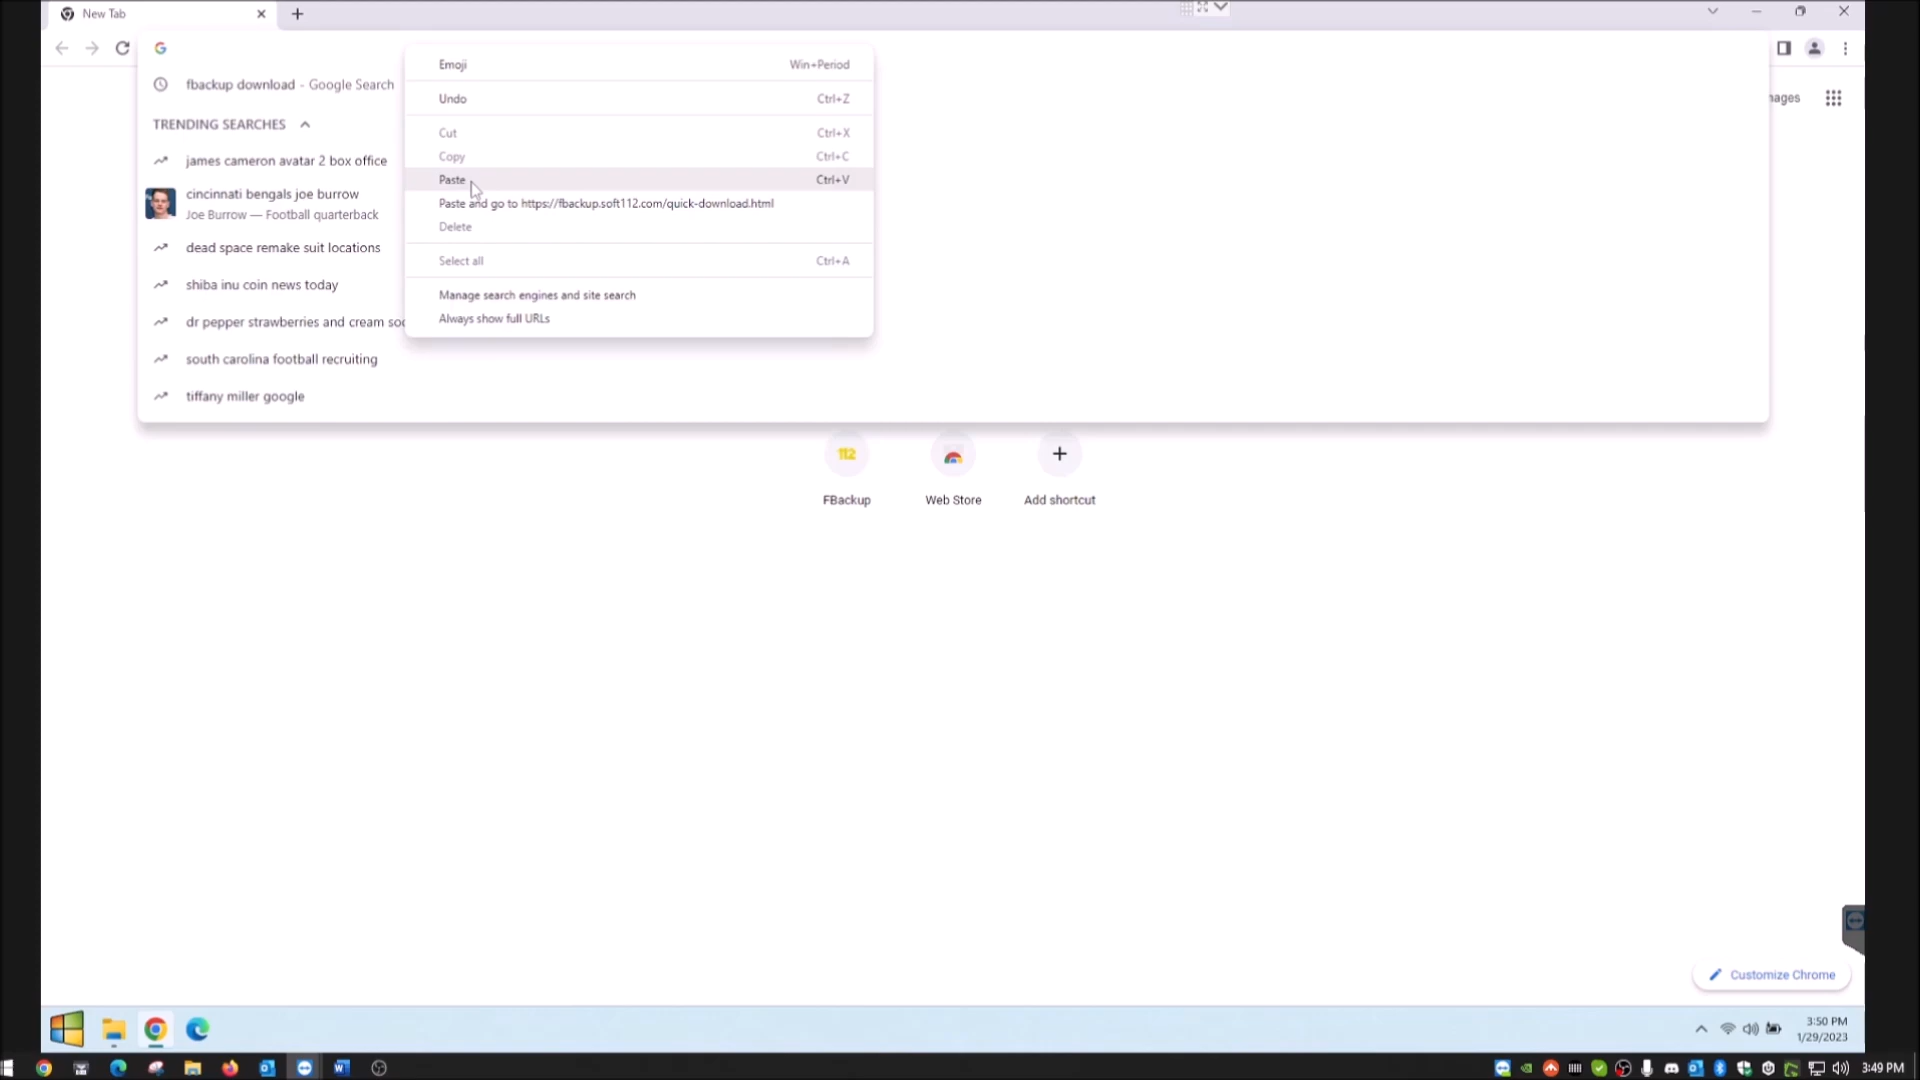 New Tab
fbackup download - Google Search
TRENDING SEARCHES
james cameron avatar 2 box office
cincinnati bengals joe burrow
Joe Burrow — Football quarterback
dead space remake suit locations
shiba inu coin news today
dr pepper strawberries and cream
south carolina football recruiting
tiffany miller google
Emoji Win+Period
Undo Ctrl+Z
Cut Ctrl+X
Copy Ctrl+C
Paste Ctrl+V
Paste and go to https://fbackup.soft112.com/quick-download.html
Delete
Select all Ctrl+A
Manage search engines and site search
Always show full URLs
112
FBackup
Web Store
Add shortcut
Customize Chrome
3:50 PM
1/29/2023
3:49 PM